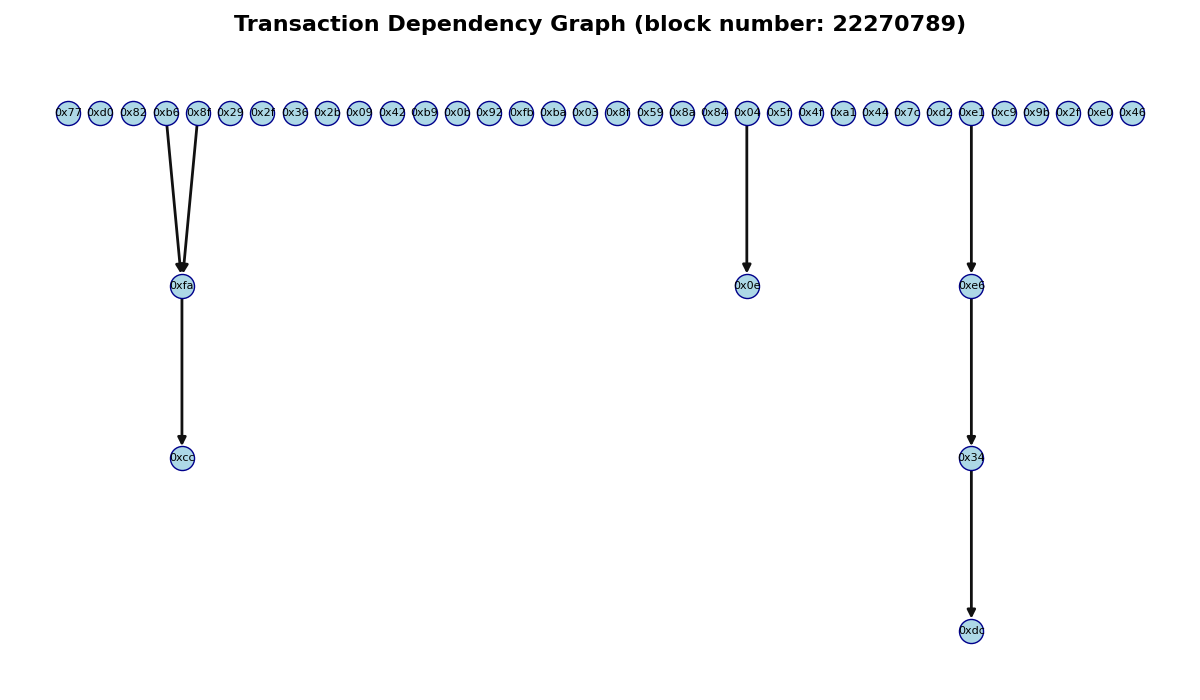 Transaction Dependency Graph (block number: 22270789)
0x77 0xd0 0x82 0xb6 0x8f 0x29 0x2f 0x36 0x2b 0x09 0x42 0xb9 0x0b 0x92 0xfb 0xba 0x03 0x8f 0x59 0x8a 0x84 0x04 0x5f 0x4f 0xa1 0x44 0x7c 0xd2 0xe1 0xc9 0x9b 0x2f 0xe0 0x46
0xfa 0x0e 0xe6
0xcc 0x34
0xdc